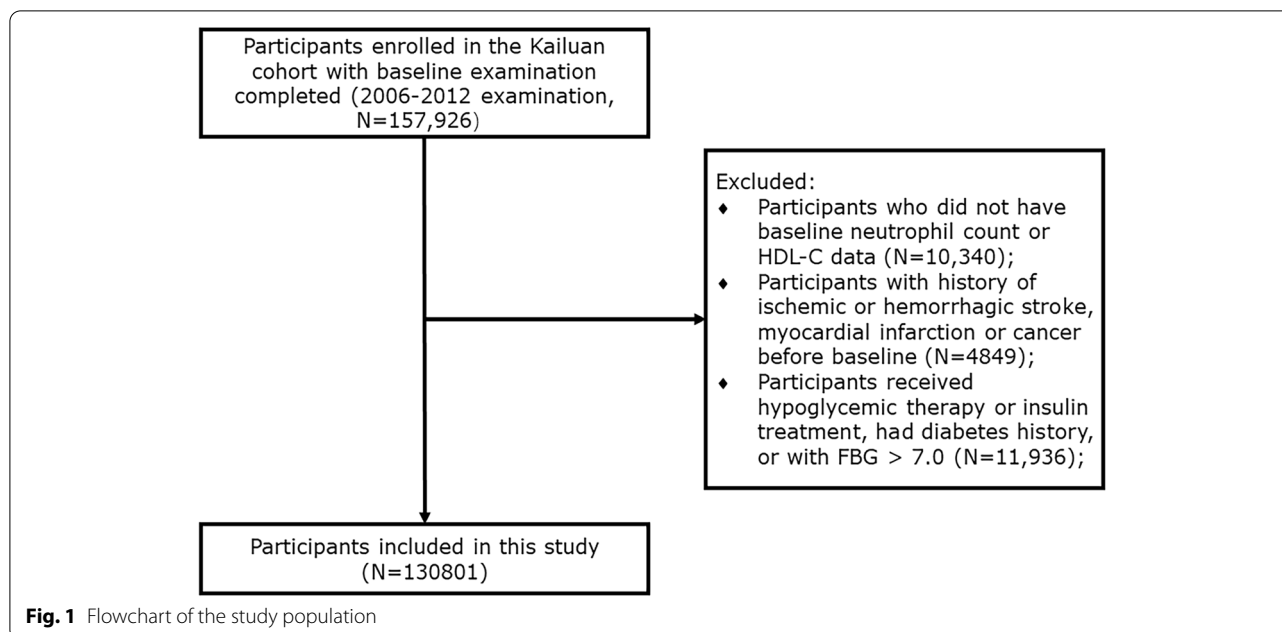 Participants enrolled in the Kailuan
cohort with baseline examination
completed (2006-2012 examination,
N=157,926)
Excluded:
♦ Participants who did not have
baseline neutrophil count or
HDL-C data (N=10,340);
♦ Participants with history of
ischemic or hemorrhagic stroke,
myocardial infarction or cancer
before baseline (N=4849);
♦ Participants received
hypoglycemic therapy or insulin
treatment, had diabetes history,
or with FBG > 7.0 (N=11,936);
Participants included in this study
(N=130801)
Fig. 1 Flowchart of the study population